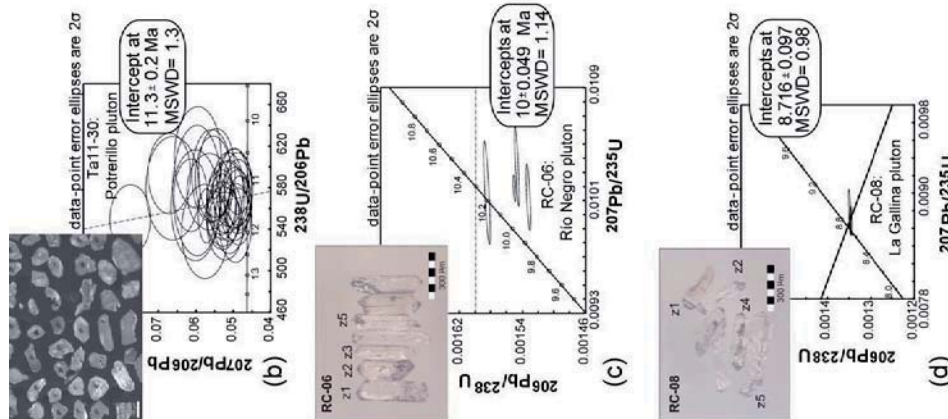 data-point error ellipses are 2σ
Ta11-30:
Potrerillo pluton
Intercept at
11.3 ± 0.2 Ma
MSWD= 1.3
0.07
0.06
0.05
0.04
13
12
11
10
460
500
540
580
620
660
207Pb/206Pb
238U/206Pb
(b)
RC-06
z1
z2
z3
z5
300 µm
data-point error ellipses are 2σ
Intercepts at
10±0.049 Ma
MSWD= 1.14
RC-06:
Rio Negro pluton
0.00162
0.00154
0.00146
10.8
10.6
10.4
10.2
10.0
9.8
9.6
0.0093
0.0101
0.0109
206Pb/238U
207Pb/235U
(c)
RC-08
z1
z2
z4
z5
300 µm
data-point error ellipses are 2σ
Intercepts at
8.716 ± 0.097
MSWD= 0.98
RC-08:
La Gallina pluton
0.00014
0.00013
0.00012
8.8
8.4
8.0
0.0078
0.0090
0.0098
206Pb/238U
207Pb/235U
(d)